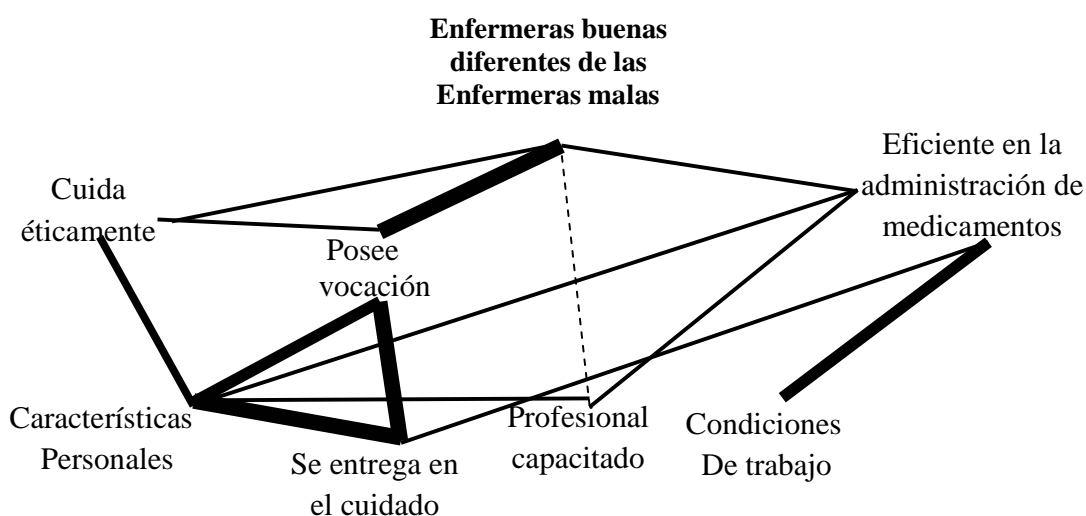 Enfermeras buenas
diferentes de las
Enfermeras malas
Eficiente en la
administración de
medicamentos
Cuida
éticamente
Posee
vocación
Características
Personales
Se entrega en
el cuidado
Profesional
capacitado
Condiciones
De trabajo